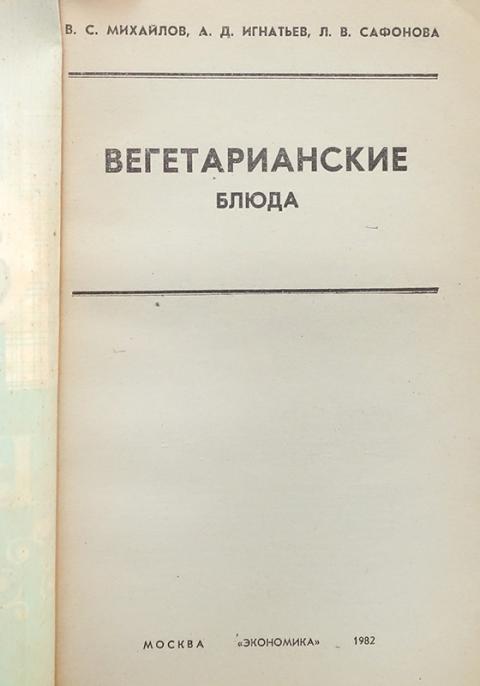 В. С. МИХАЙЛОВ, А. Д. ИГНАТЬЕВ, Л. В. САФОНОВА
ВЕГЕТАРИАНСКИЕ
БЛЮДА
МОСКВА «ЭКОНОМИКА» 1982